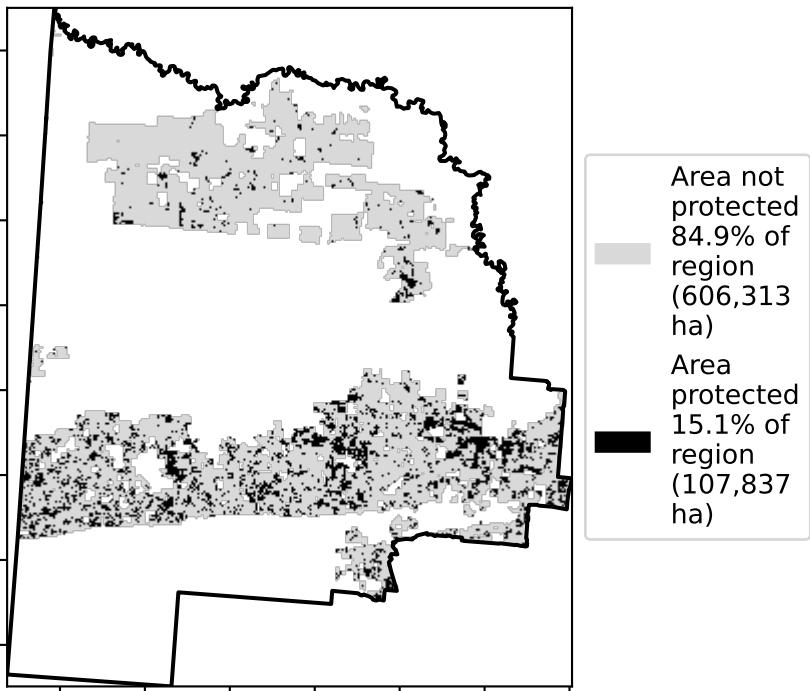 Area not
protected
84.9% of
region
(606,313
ha)
Area
protected
15.1% of
region
(107,837
ha)